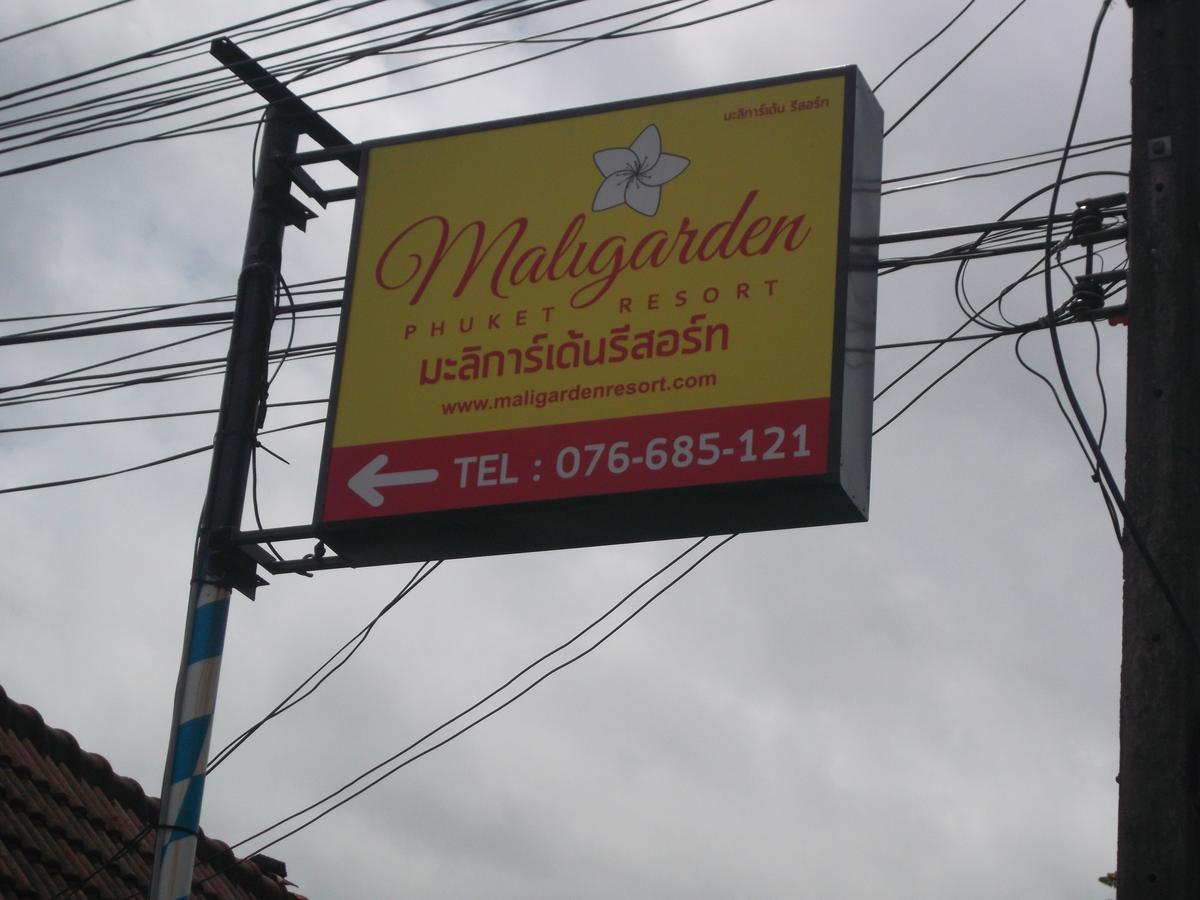 มะลิการ์เด้น รีสอร์ท
Maligarden
PHUKET RESORT
มะลิการ์เด้นรีสอร์ท
www.maligardenresort.com
TEL : 076-685-121